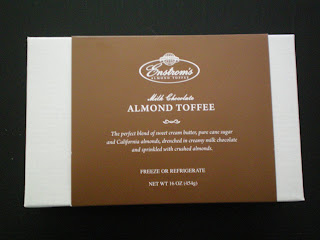 Enstrom's
ALMOND TOFFEE
Milk Chocolate
ALMOND TOFFEE
The perfect blend of sweet cream butter, pure cane sugar
and California almonds, drenched in creamy milk chocolate
and sprinkled with crushed almonds.
FREEZE OR REFRIGERATE
NET WT 16 OZ (454g)